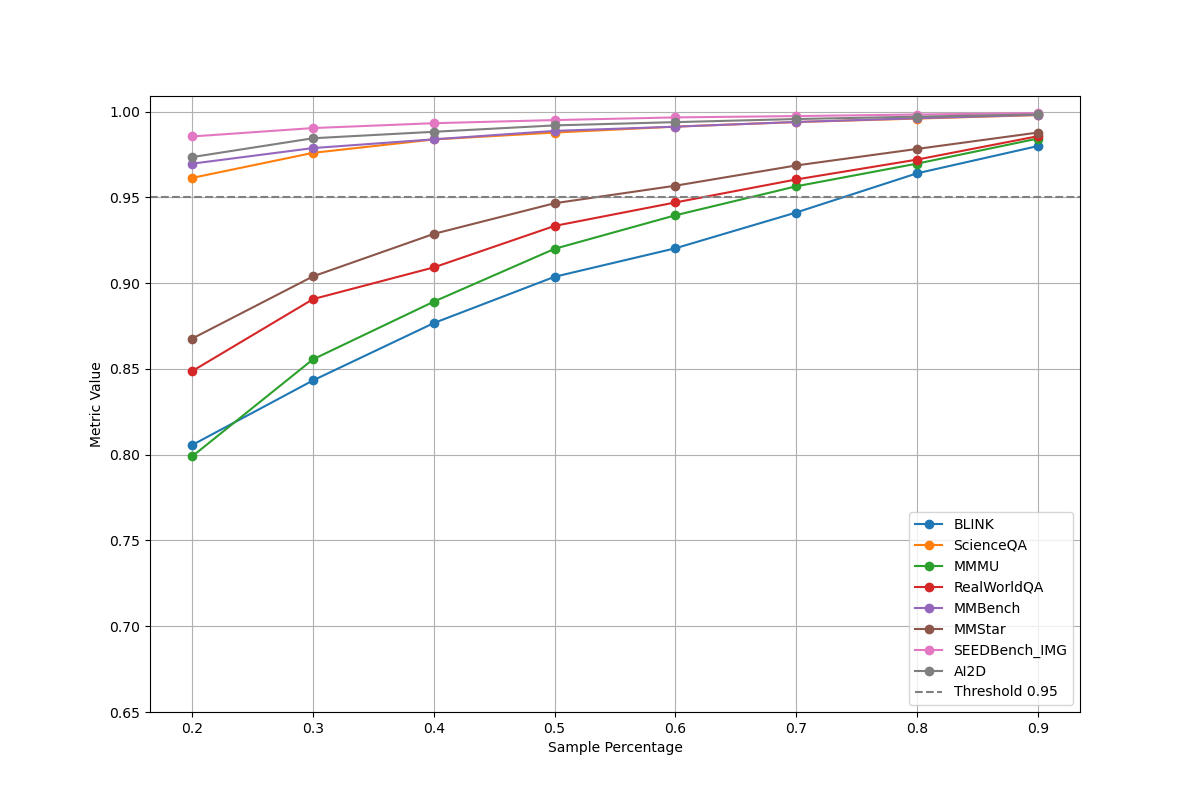 1.00
0.95
0.90
0.85
0.80
0.75
0.70
0.65
Metric Value
0.2 0.3 0.4 0.5 0.6 0.7 0.8 0.9
Sample Percentage
BLINK
ScienceQA
MMMU
RealWorldQA
MMBench
MMStar
SEEDBench_IMG
AI2D
Threshold 0.95